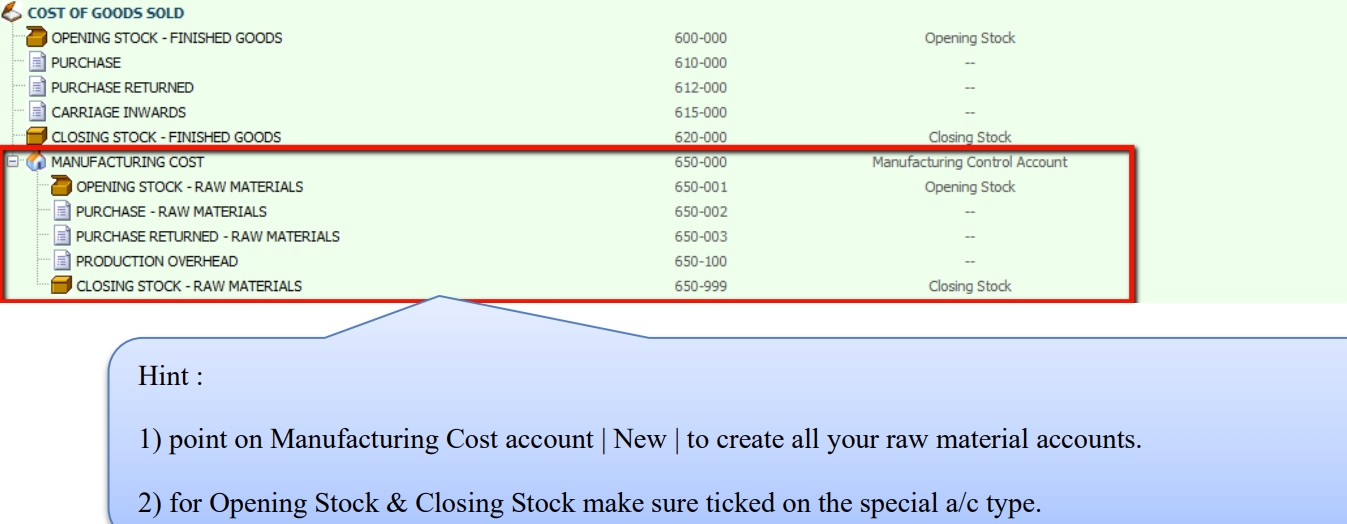 COST OF GOODS SOLD
OPENING STOCK - FINISHED GOODS 600-000 Opening Stock
PURCHASE 610-000 --
PURCHASE RETURNED 612-000 --
CARRIAGE INWARDS 615-000 --
CLOSING STOCK - FINISHED GOODS 620-000 Closing Stock
MANUFACTURING COST 650-000 Manufacturing Control Account
OPENING STOCK - RAW MATERIALS 650-001 Opening Stock
PURCHASE - RAW MATERIALS 650-002 --
PURCHASE RETURNED - RAW MATERIALS 650-003 --
PRODUCTION OVERHEAD 650-100 --
CLOSING STOCK - RAW MATERIALS 650-999 Closing Stock
Hint :
1) point on Manufacturing Cost account | New | to create all your raw material accounts.
2) for Opening Stock & Closing Stock make sure ticked on the special a/c type.